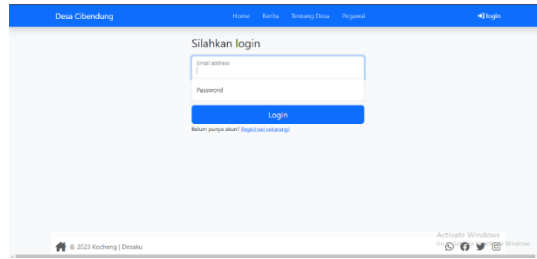 Desa Cibendung Home Berita Tentang Desa Pegawai login
Silahkan login
Email address
Password
Login
Belum punya akun? Registrasi sekarang!
Activate Windows
© 2023 Kocheng | Desaku
Windows